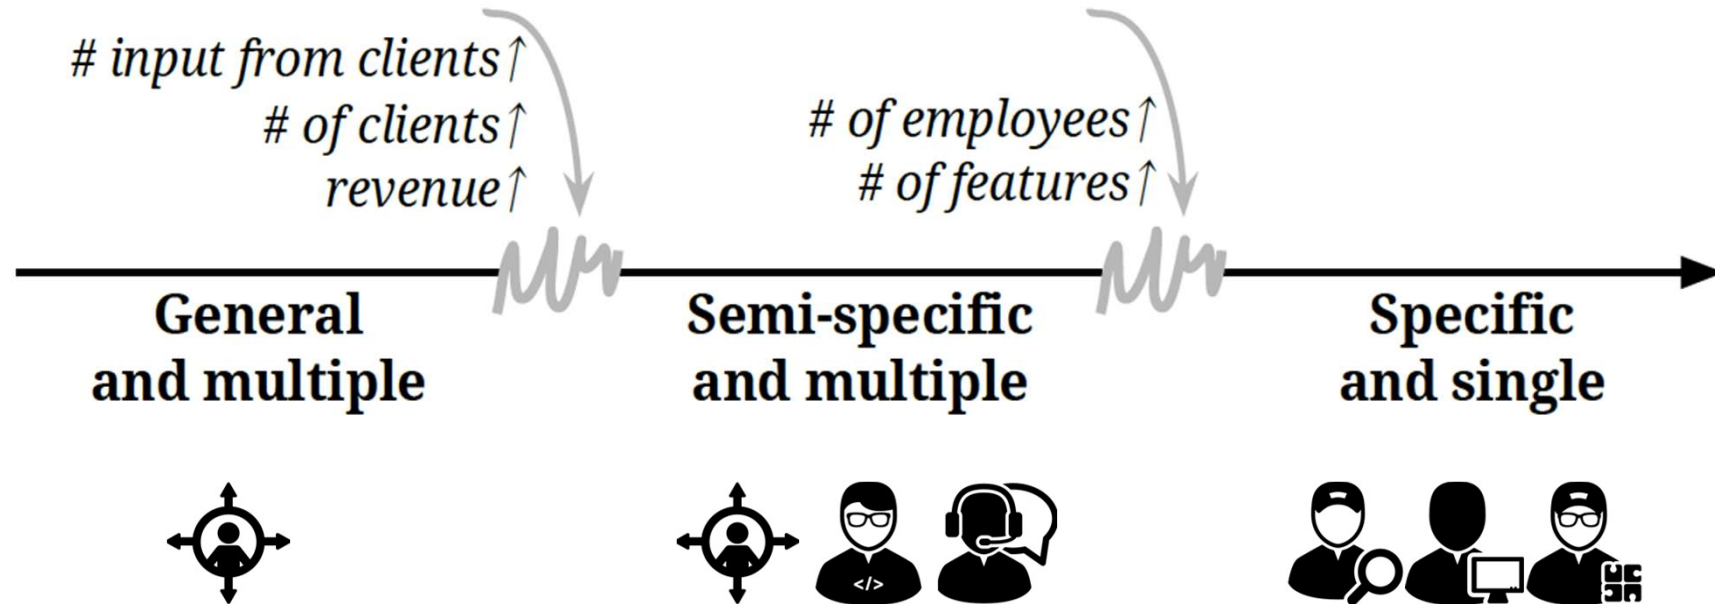 # input from clients↑
# of clients↑
revenue↑
# of employees↑
# of features↑
General
and multiple
Semi-specific
and multiple
Specific
and single
</>